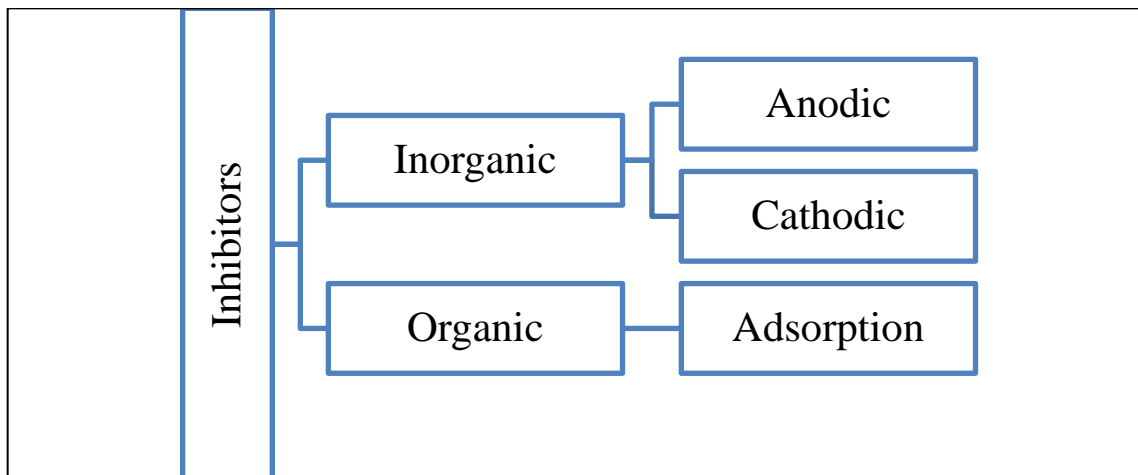 Inhibitors
Inorganic
Anodic
Cathodic
Organic
Adsorption